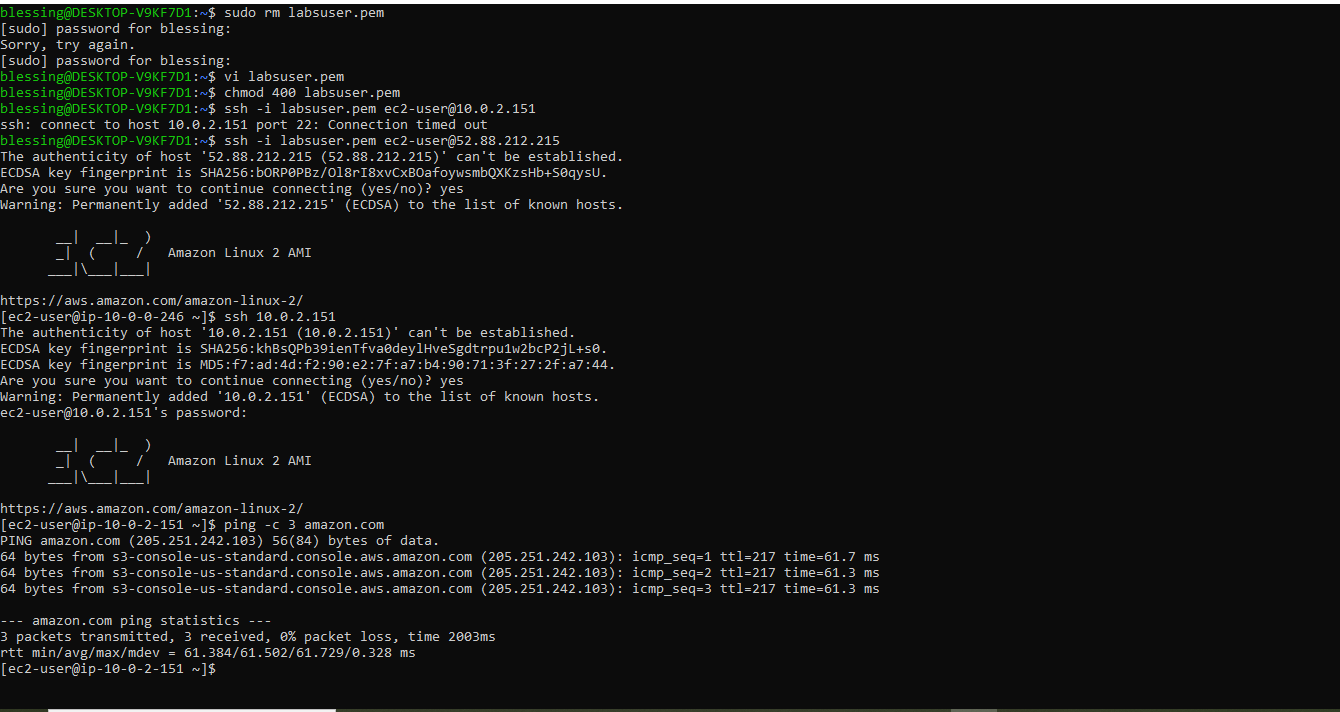 blessing@DESKTOP-V9KF7D1:~$ sudo rm labsuser.pem
[sudo] password for blessing:
Sorry, try again.
[sudo] password for blessing:
blessing@DESKTOP-V9KF7D1:~$ vi labsuser.pem
blessing@DESKTOP-V9KF7D1:~$ chmod 400 labsuser.pem
blessing@DESKTOP-V9KF7D1:~$ ssh -i labsuser.pem ec2-user@10.0.2.151
ssh: connect to host 10.0.2.151 port 22: Connection timed out
blessing@DESKTOP-V9KF7D1:~$ ssh -i labsuser.pem ec2-user@52.88.212.215
The authenticity of host '52.88.212.215 (52.88.212.215)' can't be established.
ECDSA key fingerprint is SHA256:bORP0PBz/Ol8rI8xvCxBOafoywsmbQXKzsHb+S0qysU.
Are you sure you want to continue connecting (yes/no)? yes
Warning: Permanently added '52.88.212.215' (ECDSA) to the list of known hosts.

       __|  __|_  )
       _|  (     /   Amazon Linux 2 AMI
      ___|\___|___|

https://aws.amazon.com/amazon-linux-2/
[ec2-user@ip-10-0-0-246 ~]$ ssh 10.0.2.151
The authenticity of host '10.0.2.151 (10.0.2.151)' can't be established.
ECDSA key fingerprint is SHA256:khBsQPb39ienTfva0deylHveSgdtrpu1w2bcP2jL+s0.
ECDSA key fingerprint is MD5:f7:ad:4d:f2:90:e2:7f:a7:b4:90:71:3f:27:2f:a7:44.
Are you sure you want to continue connecting (yes/no)? yes
Warning: Permanently added '10.0.2.151' (ECDSA) to the list of known hosts.
ec2-user@10.0.2.151's password:

       __|  __|_  )
       _|  (     /   Amazon Linux 2 AMI
      ___|\___|___|

https://aws.amazon.com/amazon-linux-2/
[ec2-user@ip-10-0-2-151 ~]$ ping -c 3 amazon.com
PING amazon.com (205.251.242.103) 56(84) bytes of data.
64 bytes from s3-console-us-standard.console.aws.amazon.com (205.251.242.103): icmp_seq=1 ttl=217 time=61.7 ms
64 bytes from s3-console-us-standard.console.aws.amazon.com (205.251.242.103): icmp_seq=2 ttl=217 time=61.3 ms
64 bytes from s3-console-us-standard.console.aws.amazon.com (205.251.242.103): icmp_seq=3 ttl=217 time=61.3 ms

--- amazon.com ping statistics ---
3 packets transmitted, 3 received, 0% packet loss, time 2003ms
rtt min/avg/max/mdev = 61.384/61.502/61.729/0.328 ms
[ec2-user@ip-10-0-2-151 ~]$